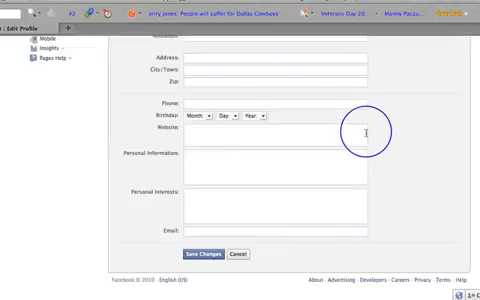 #2 Jerry Jones: People will suffer for Dallas Cowboys' Veterans Day 20... Manny Pacqu...
Edit Profile
Mobile
Insights »
Pages Help »
Address:
City/Town:
Zip:
Phone:
Birthday: Month: Day: Year:
Website:
Personal Information:
Personal Interests:
Email:
Save Changes Cancel
Facebook © 2010 · English (US) About · Advertising · Developers · Careers · Privacy · Terms · Help